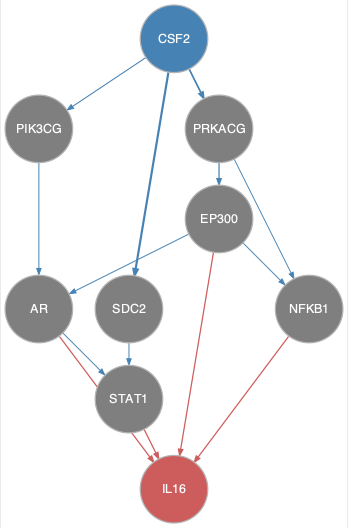 CSF2
PIK3CG
PRKACG
EP300
AR
SDC2
NFKB1
STAT1
IL16